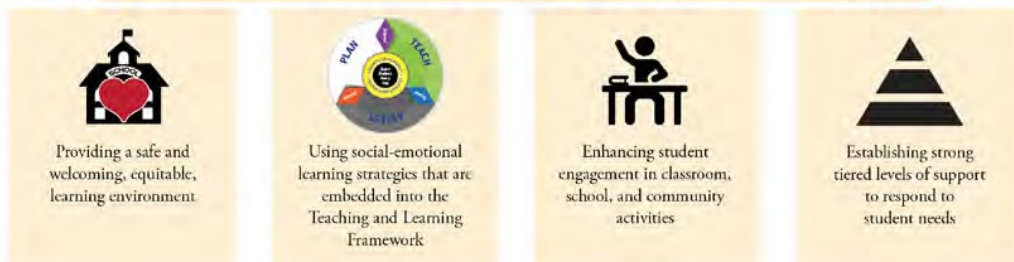 SCHOOL
Providing a safe and
welcoming, equitable,
learning environment
PLAN
TEACH
Using social-emotional
learning strategies that are
embedded into the
Teaching and Learning
Framework
Enhancing student
engagement in classroom,
school, and community
activities
Establishing strong
tiered levels of support
to respond to
student needs